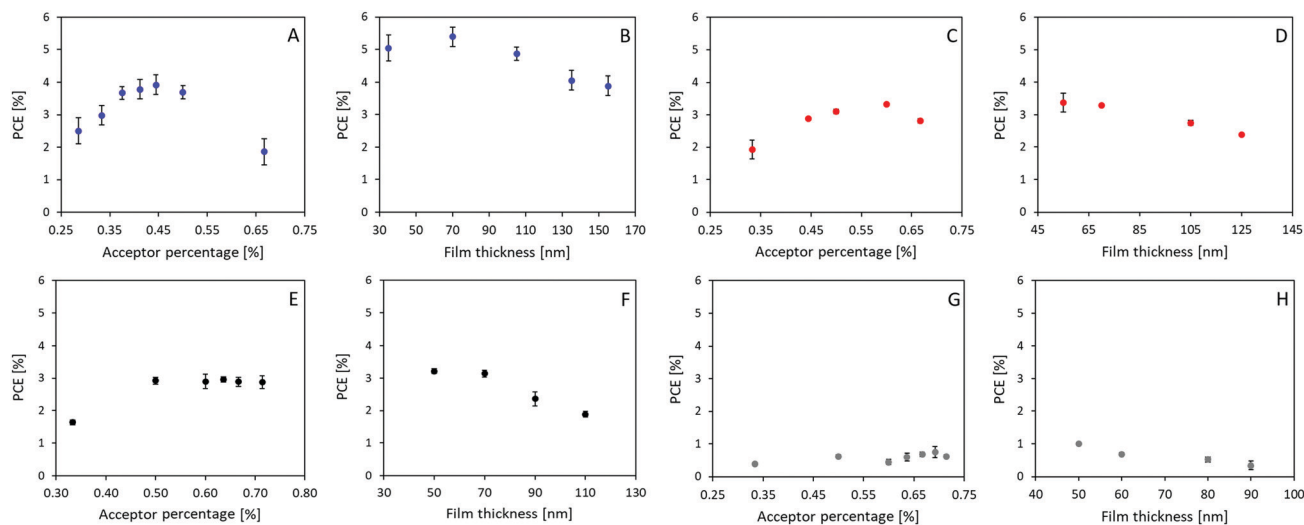 A
PCE [%]
6
5
4
3
2
1
0
0.25 0.35 0.45 0.55 0.65 0.75
Acceptor percentage [%]
B
PCE [%]
6
5
4
3
2
1
0
30 50 70 90 110 130 150 170
Film thickness [nm]
C
PCE [%]
6
5
4
3
2
1
0
0.25 0.35 0.45 0.55 0.65 0.75
Acceptor percentage [%]
D
PCE [%]
6
5
4
3
2
1
0
45 65 85 105 125 145
Film thickness [nm]
E
PCE [%]
6
5
4
3
2
1
0
0.30 0.40 0.50 0.60 0.70 0.80
Acceptor percentage [%]
F
PCE [%]
6
5
4
3
2
1
0
30 50 70 90 110 130
Film thickness [nm]
G
PCE [%]
6
5
4
3
2
1
0
0.25 0.35 0.45 0.55 0.65 0.75
Acceptor percentage [%]
H
PCE [%]
6
5
4
3
2
1
0
40 50 60 70 80 90 100
Film thickness [nm]